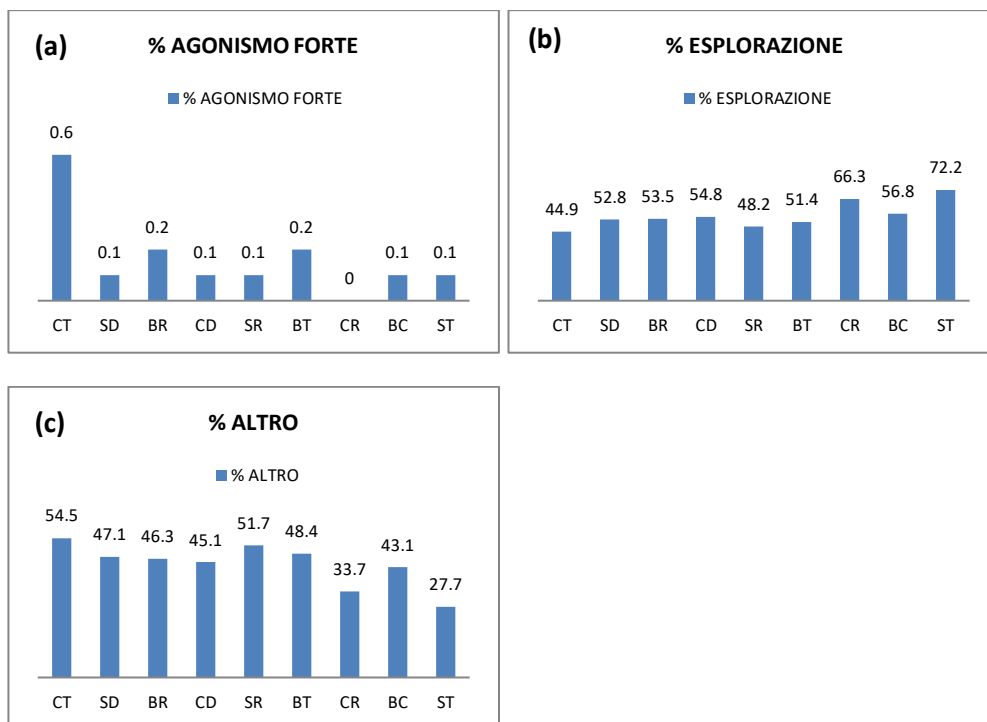 (a)
% AGONISMO FORTE
% AGONISMO FORTE
0.6 0.1 0.2 0.1 0.1 0.2 0 0.1 0.1
CT SD BR CD SR BT CR BC ST
(b)
% ESPLORAZIONE
% ESPLORAZIONE
44.9 52.8 53.5 54.8 48.2 51.4 66.3 56.8 72.2
CT SD BR CD SR BT CR BC ST
(c)
% ALTRO
% ALTRO
54.5 47.1 46.3 45.1 51.7 48.4 33.7 43.1 27.7
CT SD BR CD SR BT CR BC ST